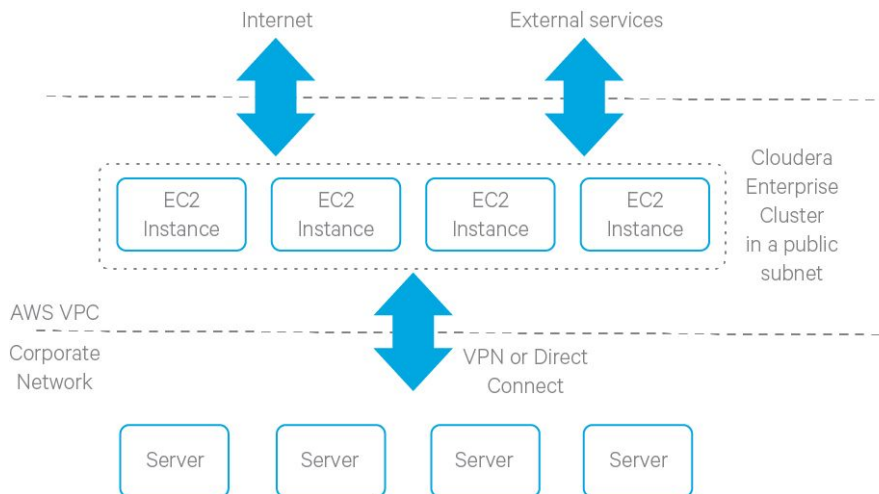 Internet
External services
Cloudera
Enterprise
Cluster
in a public
subnet
EC2
Instance
EC2
Instance
EC2
Instance
EC2
Instance
AWS VPC
Corporate
Network
VPN or Direct
Connect
Server
Server
Server
Server